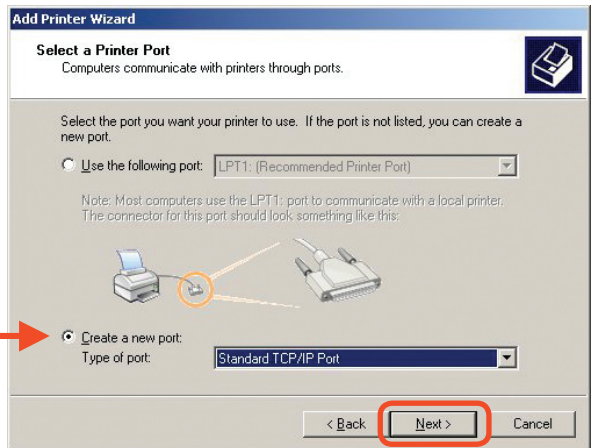 Add Printer Wizard
Select a Printer Port
Computers communicate with printers through ports.
Select the port you want your printer to use. If the port is not listed, you can create a
new port.
Use the following port: LPT1: (Recommended Printer Port)
Note: Most computers use the LPT1: port to communicate with a local printer.
The connector for this port should look something like this:
Create a new port:
Type of port: Standard TCP/IP Port
< Back Next > Cancel